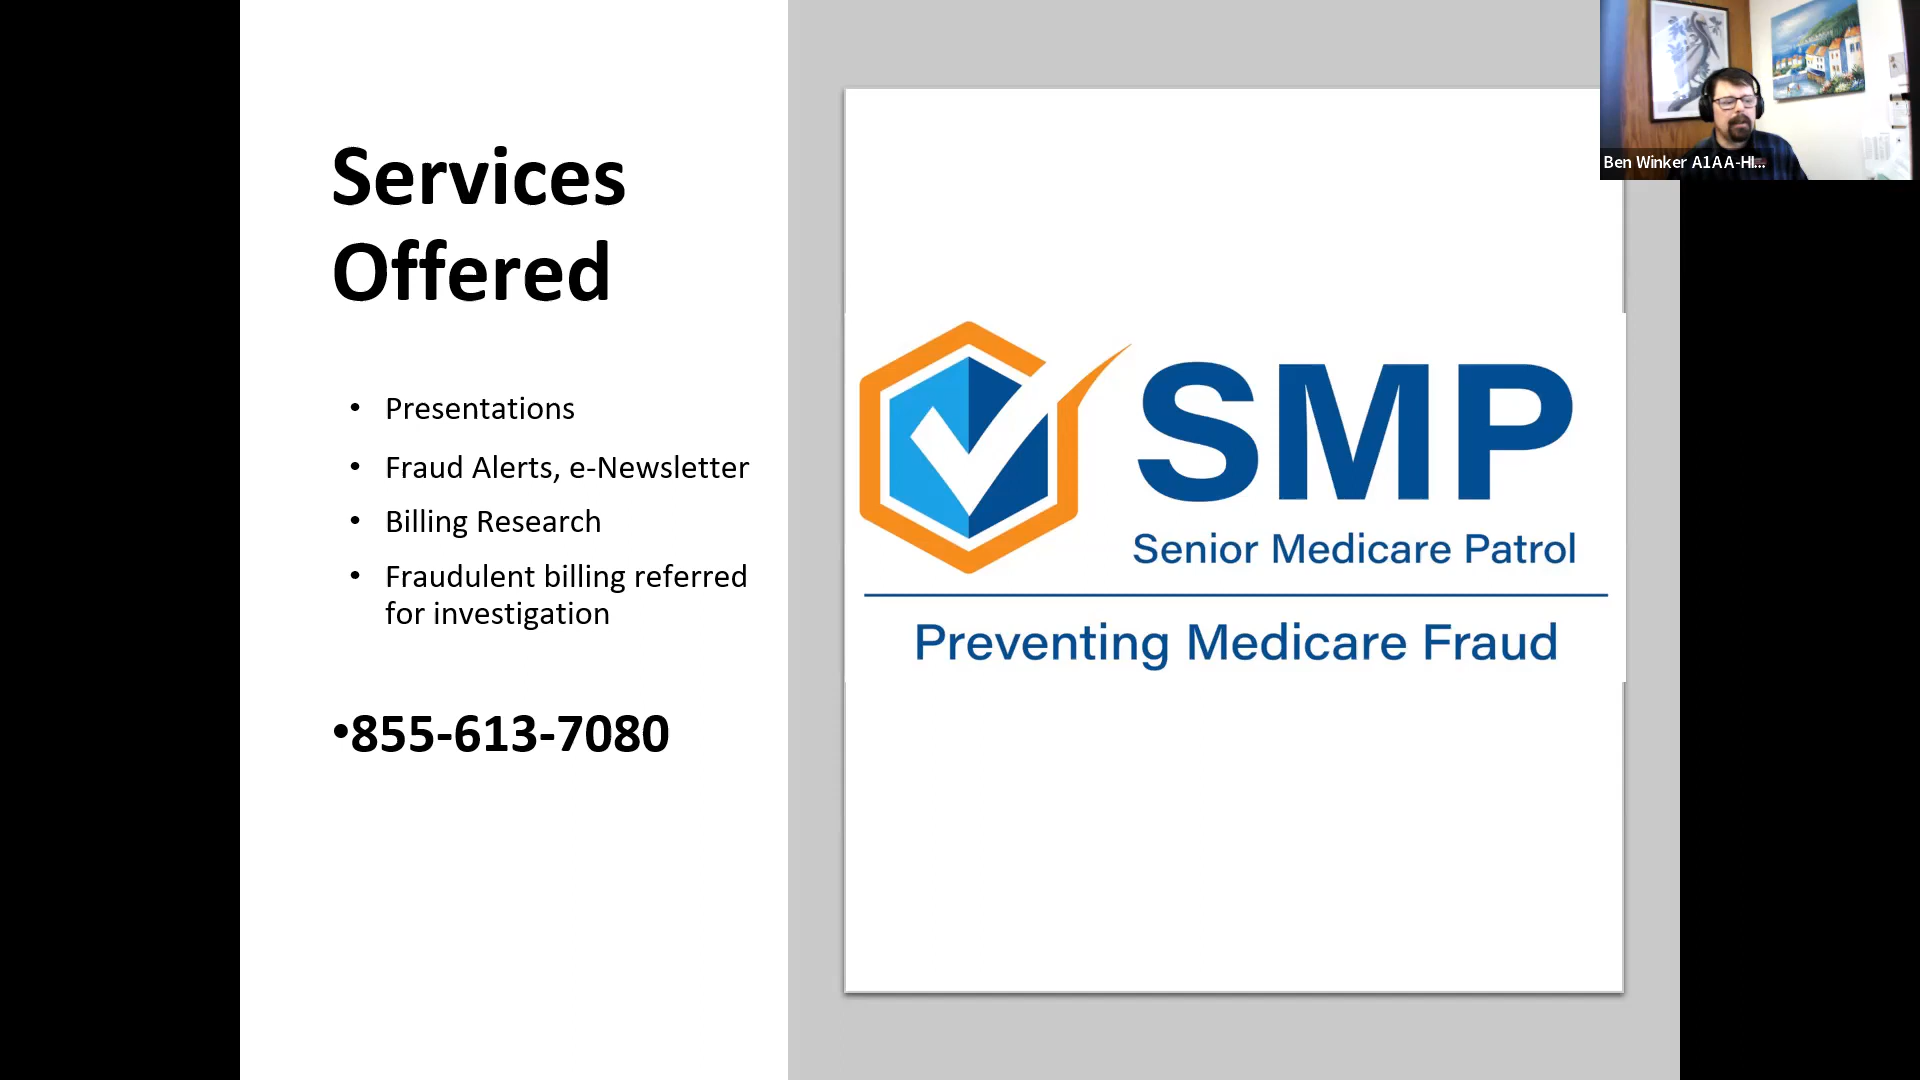 Services
Offered
• Presentations
• Fraud Alerts, e-Newsletter
• Billing Research
• Fraudulent billing referred
for investigation
•855-613-7080
SMP
Senior Medicare Patrol
Preventing Medicare Fraud
Ben Winker A1AA-HI...